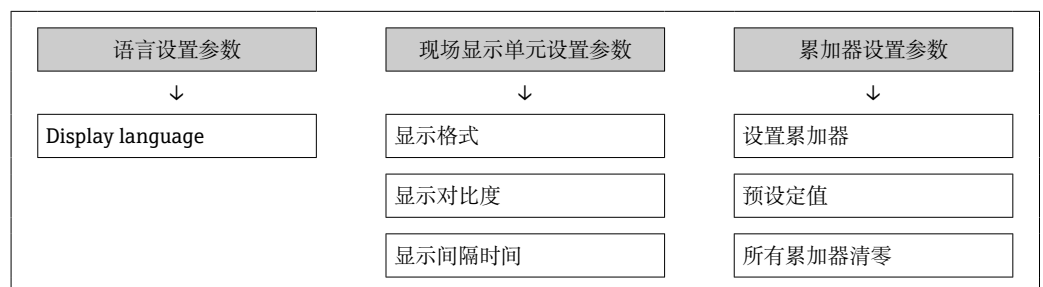 语言设置参数
现场显示单元设置参数
累加器设置参数
Display language
显示格式
设置累加器
显示对比度
预设定值
显示间隔时间
所有累加器清零